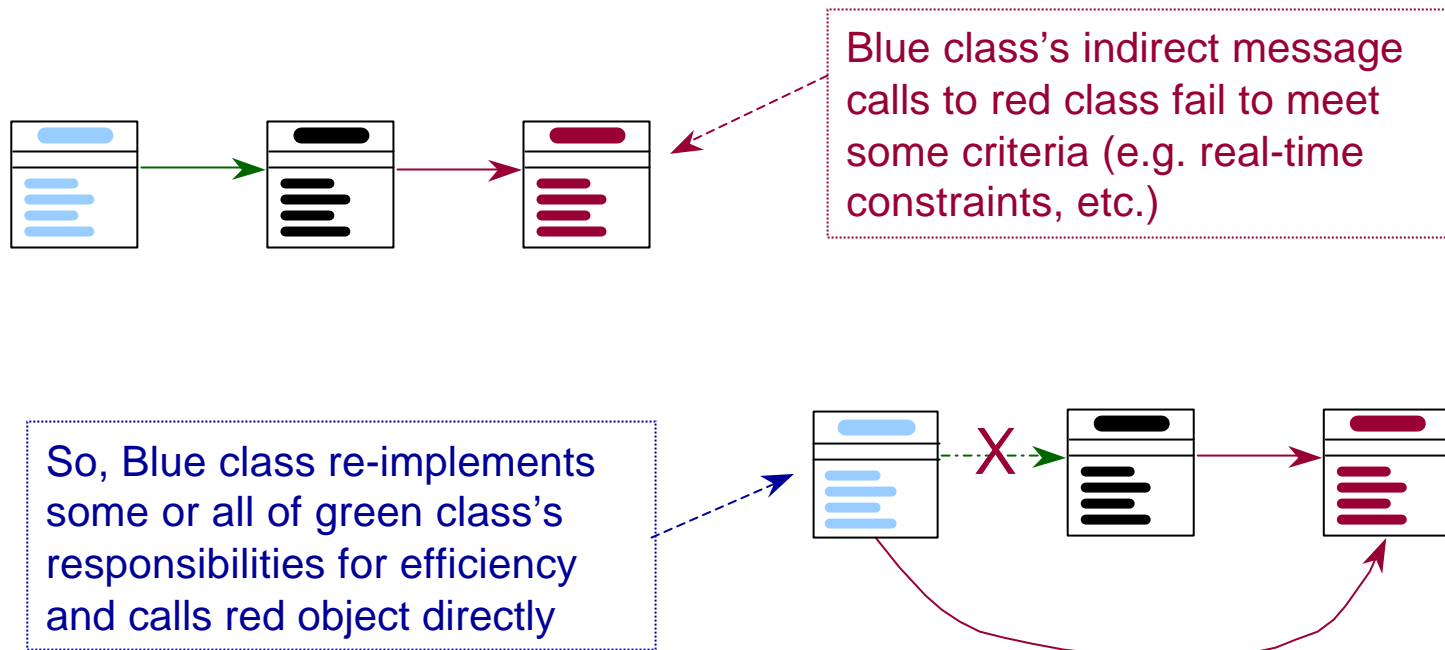 Blue class’s indirect message
calls to red class fail to meet
some criteria (e.g. real-time
constraints, etc.)
So, Blue class re-implements
some or all of green class’s
responsibilities for efficiency
and calls red object directly
X